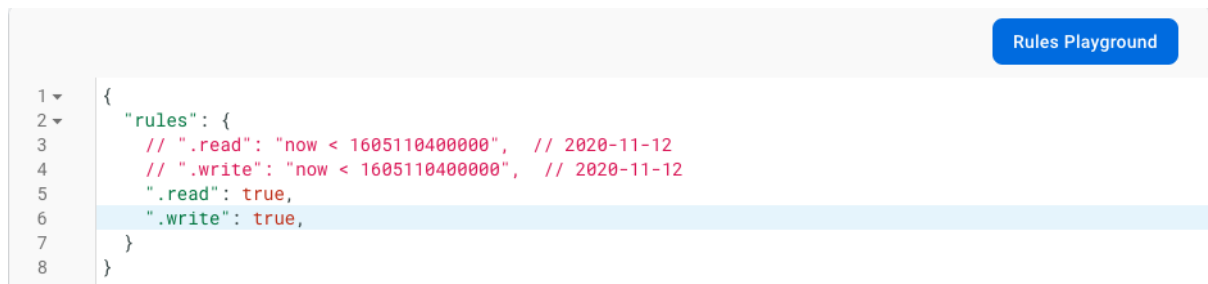 Rules Playground
1 {
2 "rules": {
3 // ".read": "now < 1605110400000",  // 2020-11-12
4 // ".write": "now < 1605110400000",  // 2020-11-12
5 ".read": true,
6 ".write": true,
7 }
8 }